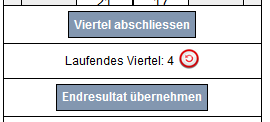 Viertel abschliessen
Laufendes Viertel: 4
Endresultat übernehmen